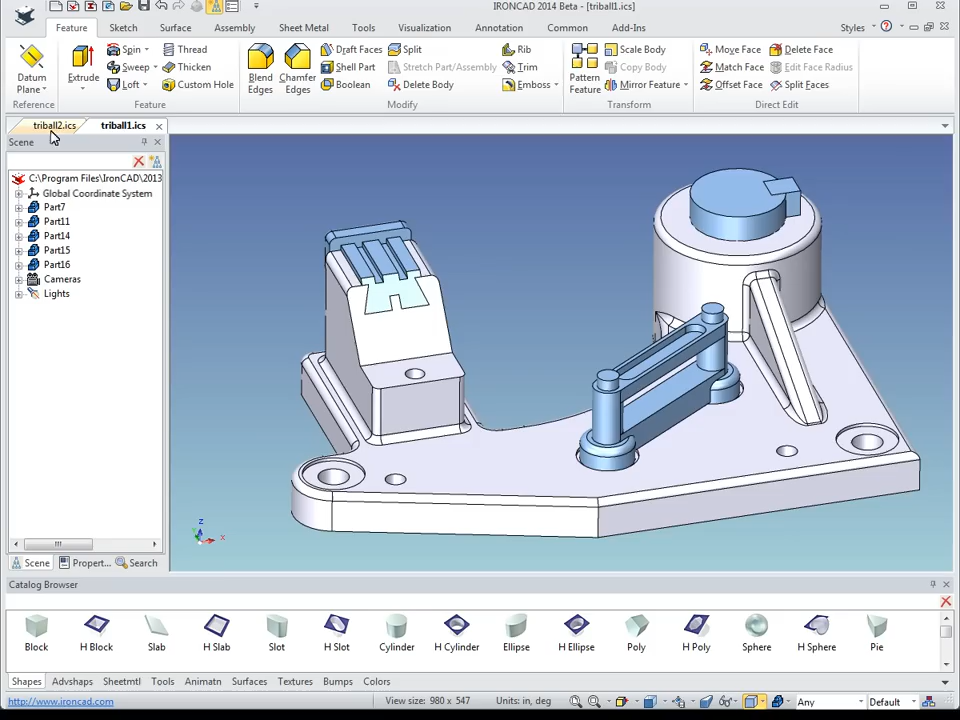 IRONCAD 2014 Beta - [triball1.ics]
Feature Sketch Surface Assembly Sheet Metal Tools Visualization Annotation Common Add-Ins Styles
Datum Plane
Reference
Extrude Spin Sweep Loft Thread Thicken Custom Hole
Feature
Blend Edges Chamfer Edges Draft Faces Shell Part Boolean Split Stretch Part/Assembly Delete Body Rib Trim Emboss
Modify
Pattern Feature Scale Body Copy Body Mirror Feature
Transform
Move Face Match Face Offset Face Delete Face Edit Face Radius Split Faces
Direct Edit
triball2.ics triball1.ics
Scene
C:\Program Files\IronCAD\2013
Global Coordinate System
Part7
Part11
Part14
Part15
Part16
Cameras
Lights
Z
X
Scene Propert... Search
Catalog Browser
Block H Block Slab H Slab Slot H Slot Cylinder H Cylinder Ellipse H Ellipse Poly H Poly Sphere H Sphere Pie
Shapes Advshaps Sheetmtl Tools Animatn Surfaces Textures Bumps Colors
http://www.ironcad.com View size: 980 x 547 Units: in, deg Any Default